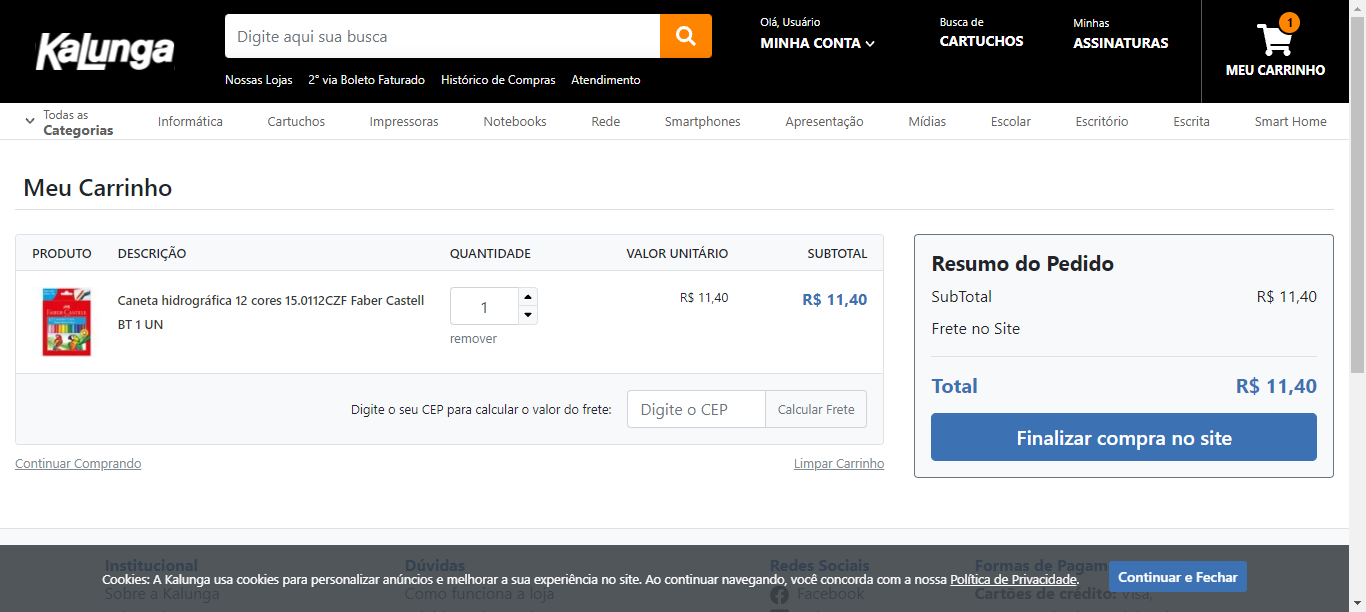 Kalunga
Digite aqui sua busca
Nossas Lojas 2° via Boleto Faturado Histórico de Compras Atendimento
Olá, Usuário
MINHA CONTA
Busca de
CARTUCHOS
Minhas
ASSINATURAS
1
MEU CARRINHO
Todas as
Categorias
Informática Cartuchos Impressoras Notebooks Rede Smartphones Apresentação Mídias Escolar Escritório Escrita Smart Home
Meu Carrinho
PRODUTO DESCRIÇÃO QUANTIDADE VALOR UNITÁRIO SUBTOTAL
FABER-CASTELL
Caneta hidrográfica 12 cores 15.0112CZF Faber Castell
BT 1 UN
1
remover
R$ 11,40
R$ 11,40
Digite o seu CEP para calcular o valor do frete: Digite o CEP Calcular Frete
Continuar Comprando Limpar Carrinho
Resumo do Pedido
SubTotal R$ 11,40
Frete no Site
Total R$ 11,40
Finalizar compra no site
Institucional Dúvidas Redes Sociais Formas de Pagam
Cookies: A Kalunga usa cookies para personalizar anúncios e melhorar a sua experiência no site. Ao continuar navegando, você concorda com a nossa Política de Privacidade.
Continuar e Fechar
Sobre a Kalunga Como funciona a loja Facebook Cartões de crédito: Visa,